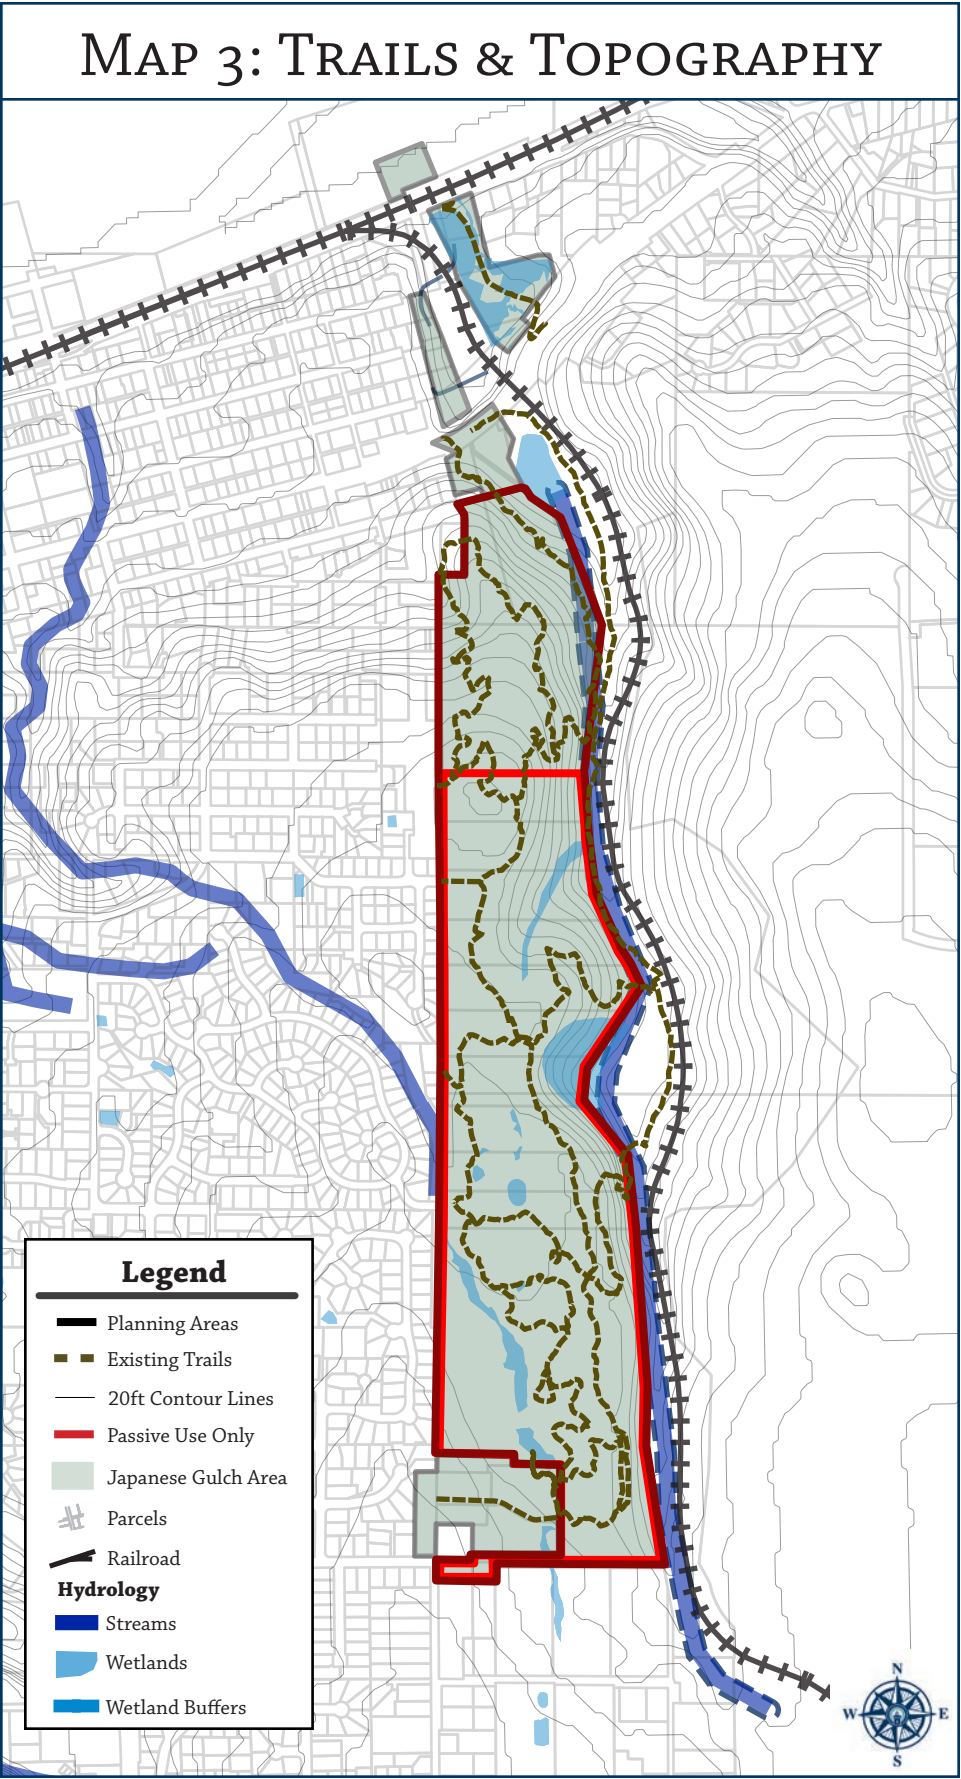 Map 3: Trails & Topography
Legend
Planning Areas
Existing Trails
20ft Contour Lines
Passive Use Only
Japanese Gulch Area
Parcels
Railroad
Hydrology
Streams
Wetlands
Wetland Buffers
N
W E
S